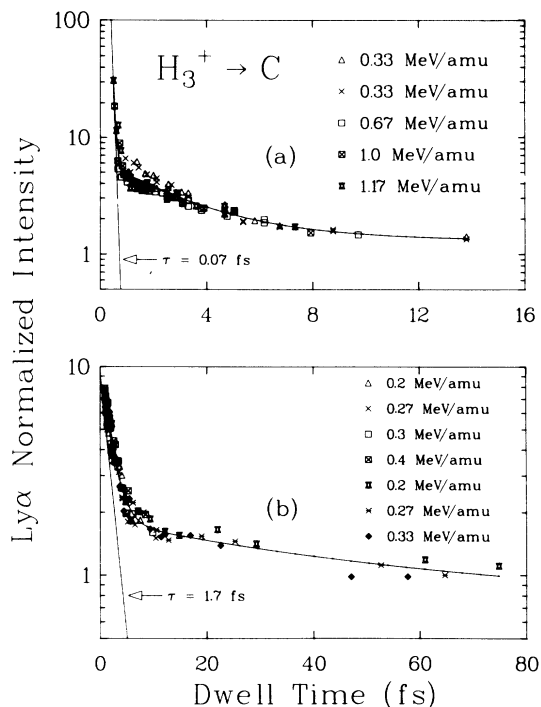 Lyα Normalized Intensity
100
10
1
H₃⁺ → C
(a)
△ 0.33 MeV/amu
× 0.33 MeV/amu
□ 0.67 MeV/amu
⊠ 1.0 MeV/amu
1.17 MeV/amu
τ = 0.07 fs
0 4 8 12 16
10
1
(b)
△ 0.2 MeV/amu
× 0.27 MeV/amu
□ 0.3 MeV/amu
⊠ 0.4 MeV/amu
0.2 MeV/amu
0.27 MeV/amu
◆ 0.33 MeV/amu
τ = 1.7 fs
0 20 40 60 80
Dwell Time (fs)